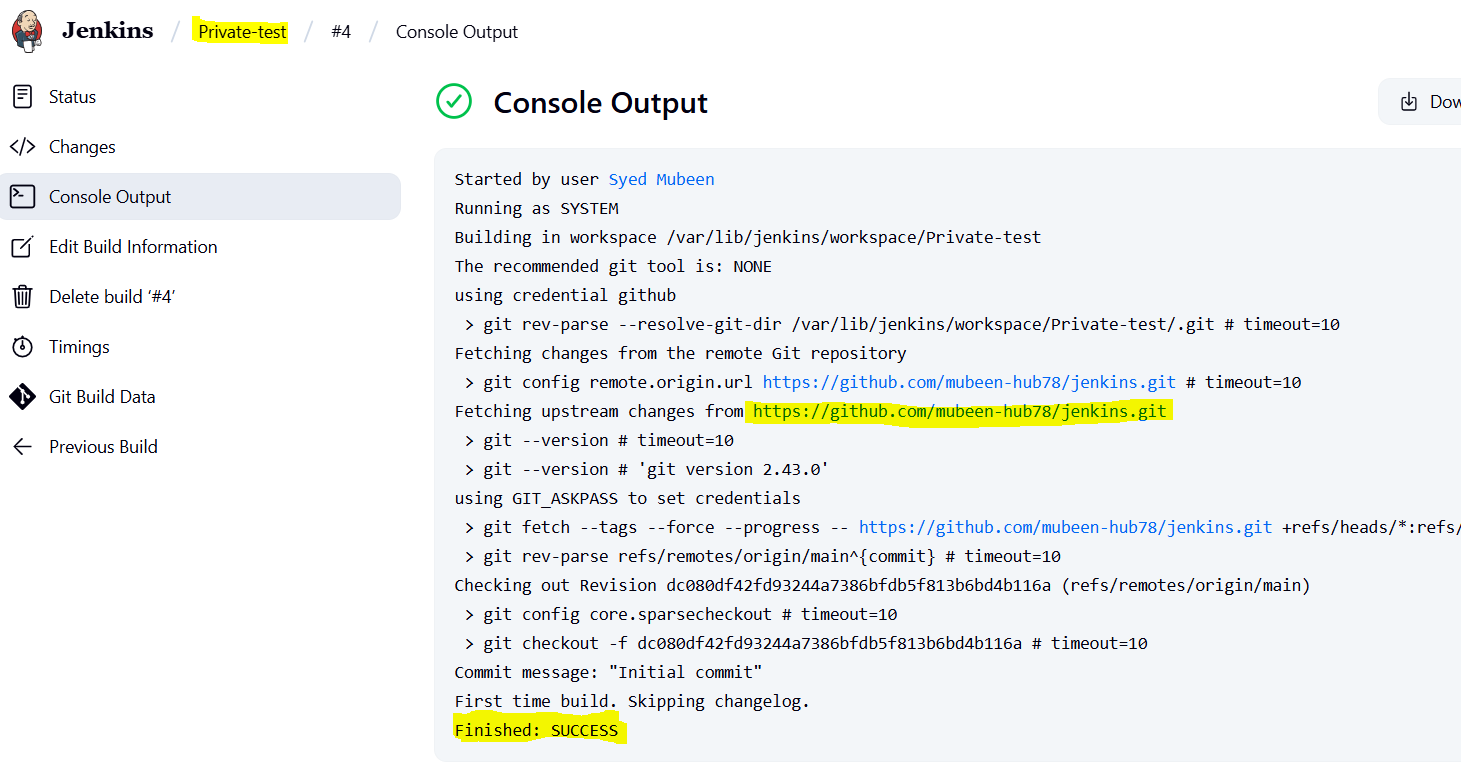 Jenkins / Private-test / #4 / Console Output
Status
Changes
Console Output
Edit Build Information
Delete build ‘#4’
Timings
Git Build Data
Previous Build
Console Output
Dow
Started by user Syed Mubeen
Running as SYSTEM
Building in workspace /var/lib/jenkins/workspace/Private-test
The recommended git tool is: NONE
using credential github
> git rev-parse --resolve-git-dir /var/lib/jenkins/workspace/Private-test/.git # timeout=10
Fetching changes from the remote Git repository
> git config remote.origin.url https://github.com/mubeen-hub78/jenkins.git # timeout=10
Fetching upstream changes from https://github.com/mubeen-hub78/jenkins.git
> git --version # timeout=10
> git --version # 'git version 2.43.0'
using GIT_ASKPASS to set credentials
> git fetch --tags --force --progress -- https://github.com/mubeen-hub78/jenkins.git +refs/heads/*:refs/
> git rev-parse refs/remotes/origin/main^{commit} # timeout=10
Checking out Revision dc080df42fd93244a7386bfdb5f813b6bd4b116a (refs/remotes/origin/main)
> git config core.sparsecheckout # timeout=10
> git checkout -f dc080df42fd93244a7386bfdb5f813b6bd4b116a # timeout=10
Commit message: "Initial commit"
First time build. Skipping changelog.
Finished: SUCCESS